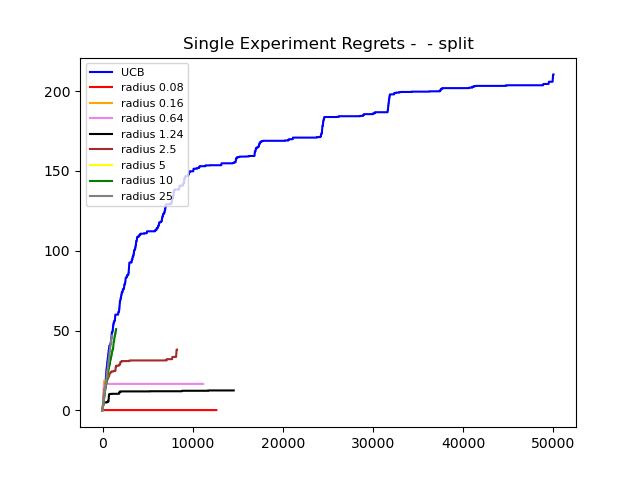 Single Experiment Regrets -  - split
UCB
radius 0.08
radius 0.16
radius 0.64
radius 1.24
radius 2.5
radius 5
radius 10
radius 25
200
150
100
50
0
0 10000 20000 30000 40000 50000